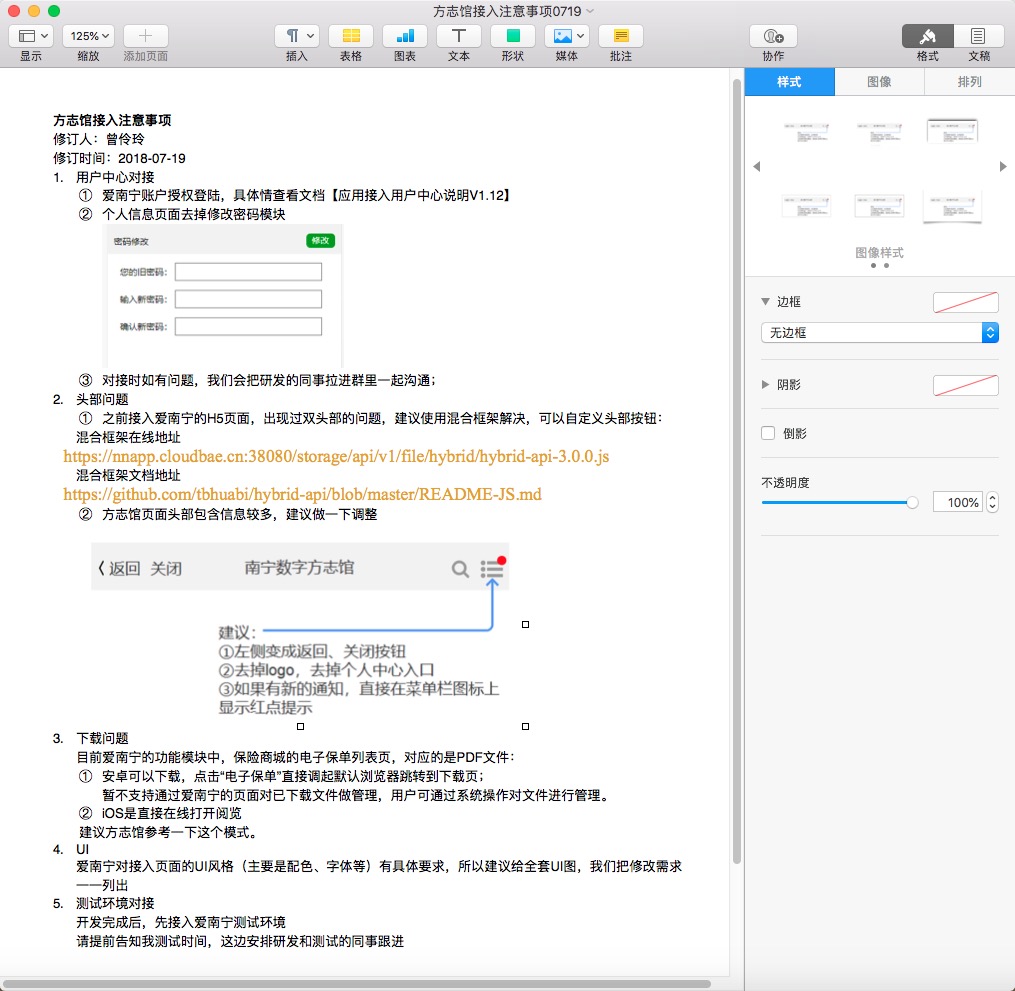 方志馆接入注意事项0719
125%
显示
缩放
添加页面
插入
表格
图表
文本
形状
媒体
批注
协作
格式
文稿
方志馆接入注意事项
修订人：曾伶玲
修订时间：2018-07-19
1. 用户中心对接
① 爱南宁账户授权登陆，具体情查看文档【应用接入用户中心说明V1.12】
② 个人信息页面去掉修改密码模块
密码修改 修改
您的旧密码：
输入新密码：
确认新密码：
③ 对接时如有问题，我们会把研发的同事拉进群里一起沟通；
2. 头部问题
① 之前接入爱南宁的H5页面，出现过双头部的问题，建议使用混合框架解决，可以自定义头部按钮：
混合框架在线地址
https://nnapp.cloudbae.cn:38080/storage/api/v1/file/hybrid/hybrid-api-3.0.0.js
混合框架文档地址
https://github.com/tbhuabi/hybrid-api/blob/master/README-JS.md
② 方志馆页面头部包含信息较多，建议做一下调整
返回 关闭 南宁数字方志馆
建议：
①左侧变成返回、关闭按钮
②去掉logo，去掉个人中心入口
③如果有新的通知，直接在菜单栏图标上
显示红点提示
3. 下载问题
目前爱南宁的功能模块中，保险商城的电子保单列表页，对应的是PDF文件：
① 安卓可以下载，点击“电子保单”直接调起默认浏览器跳转到下载页；
暂不支持通过爱南宁的页面对已下载文件做管理，用户可通过系统操作对文件进行管理。
② iOS是直接在线打开阅览
建议方志馆参考一下这个模式。
4. UI
爱南宁对接入页面的UI风格（主要是配色、字体等）有具体要求，所以建议给全套UI图，我们把修改需求
一一列出
5. 测试环境对接
开发完成后，先接入爱南宁测试环境
请提前告知我测试时间，这边安排研发和测试的同事跟进
样式
图像
排列
图像样式
边框
无边框
阴影
倒影
不透明度
100%